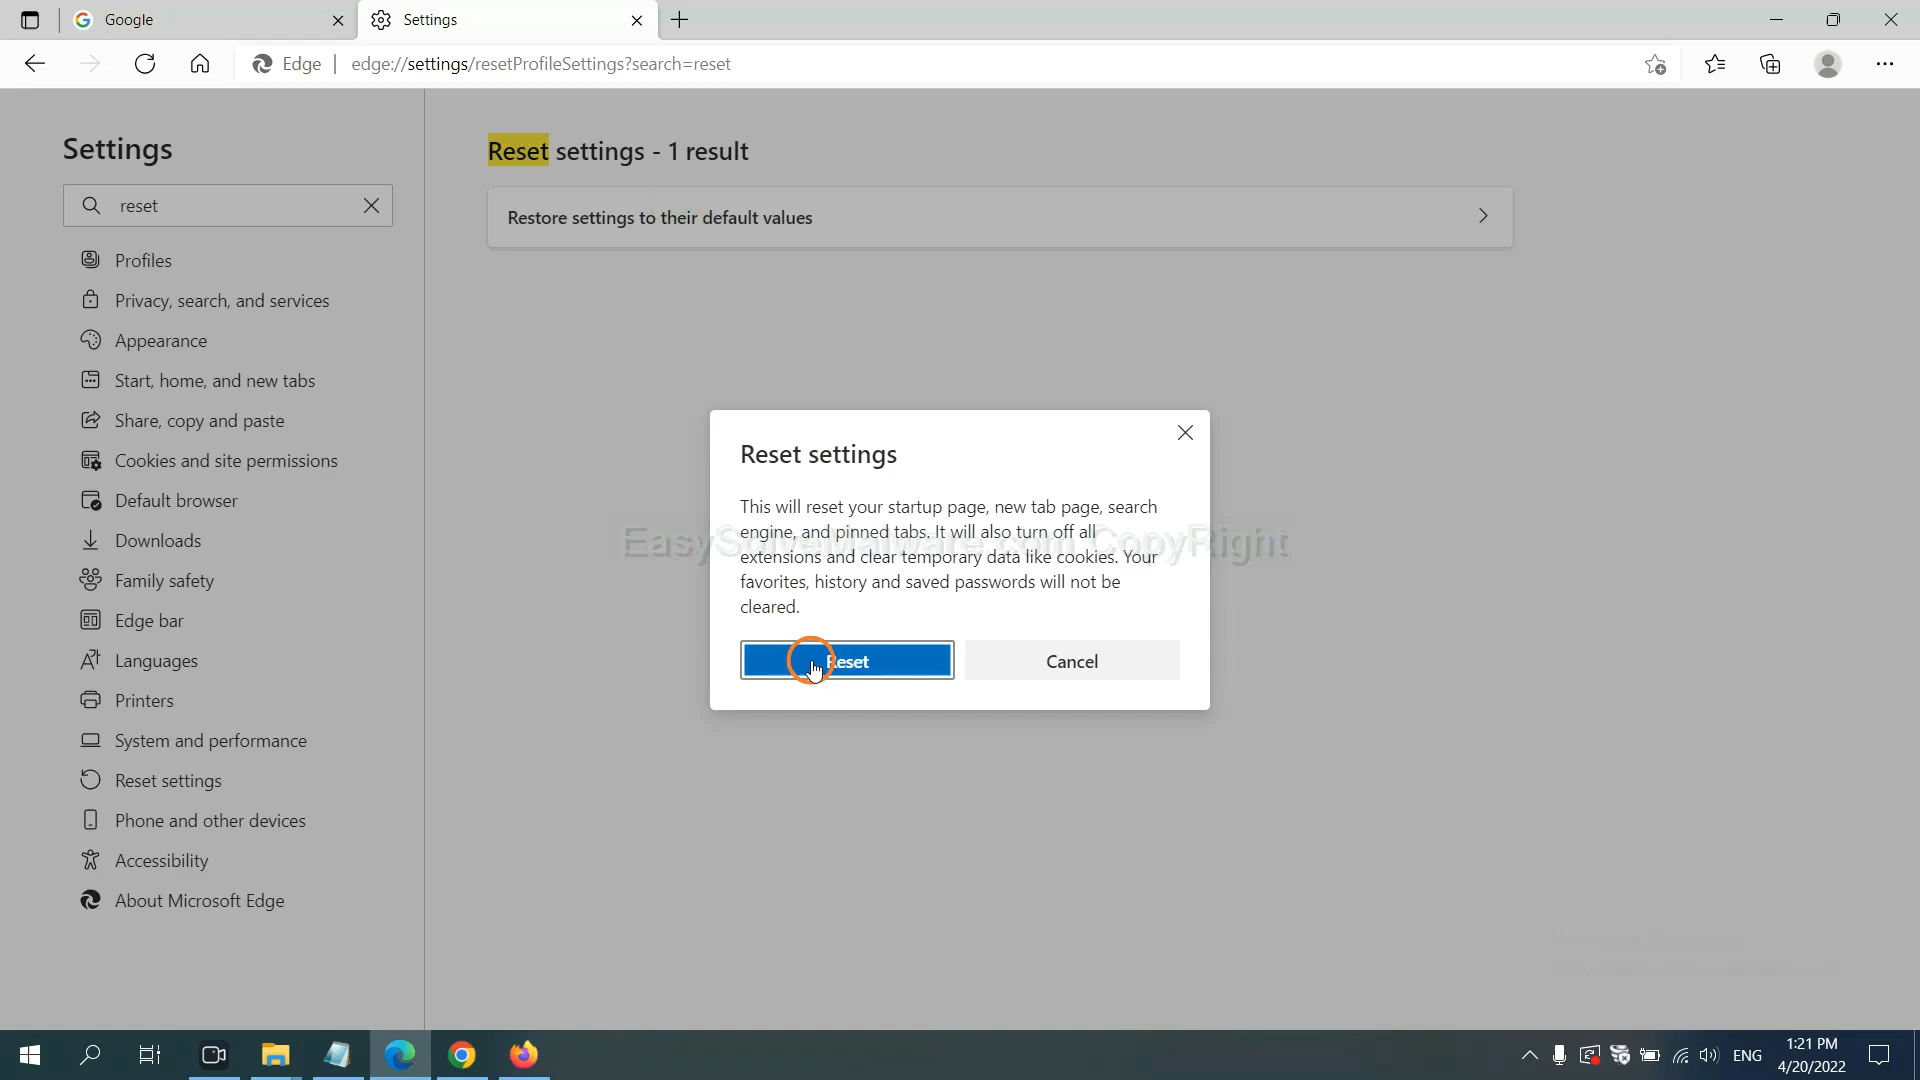 Google
Settings
Edge
edge://settings/resetProfileSettings?search=reset
Settings
reset
Profiles
Privacy, search, and services
Appearance
Start, home, and new tabs
Share, copy and paste
Cookies and site permissions
Default browser
Downloads
Family safety
Edge bar
Languages
Printers
System and performance
Reset settings
Phone and other devices
Accessibility
About Microsoft Edge
Reset settings - 1 result
Restore settings to their default values
Reset settings
This will reset your startup page, new tab page, search
engine, and pinned tabs. It will also turn off all
extensions and clear temporary data like cookies. Your
favorites, history and saved passwords will not be
cleared.
EasySolveMalware.com CopyRight
Reset
Cancel
ENG
1:21 PM
4/20/2022